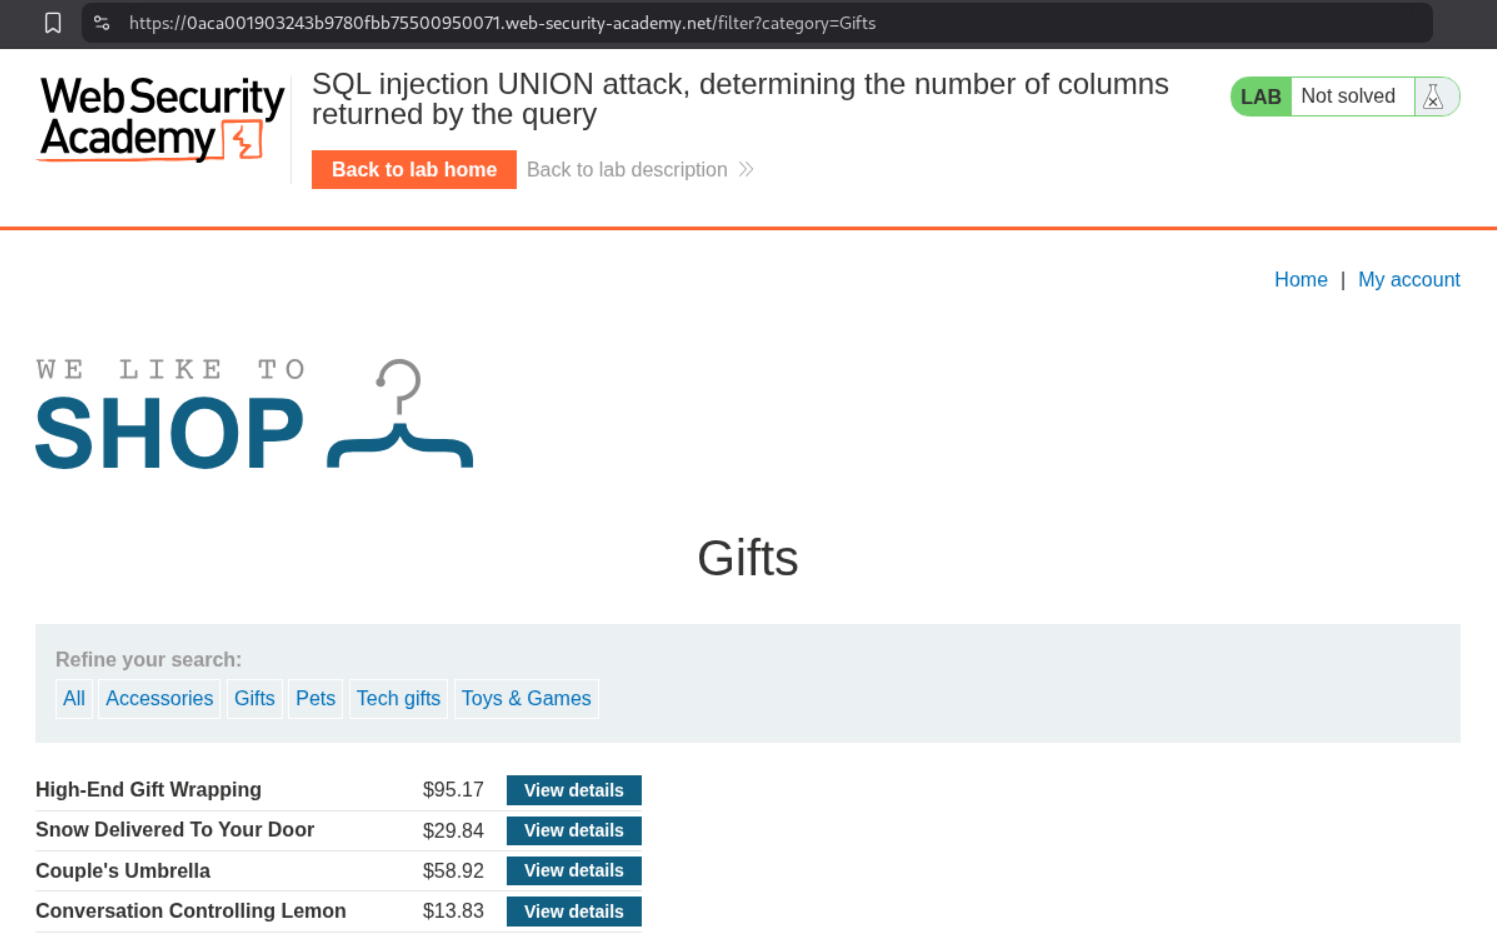 https://0aca001903243b9780fbb75500950071.web-security-academy.net/filter?category=Gifts
Web Security
Academy
SQL injection UNION attack, determining the number of columns
returned by the query
LAB Not solved
Back to lab home Back to lab description
Home | My account
WE LIKE TO
SHOP
Gifts
Refine your search:
All Accessories Gifts Pets Tech gifts Toys & Games
High-End Gift Wrapping $95.17 View details
Snow Delivered To Your Door $29.84 View details
Couple's Umbrella $58.92 View details
Conversation Controlling Lemon $13.83 View details